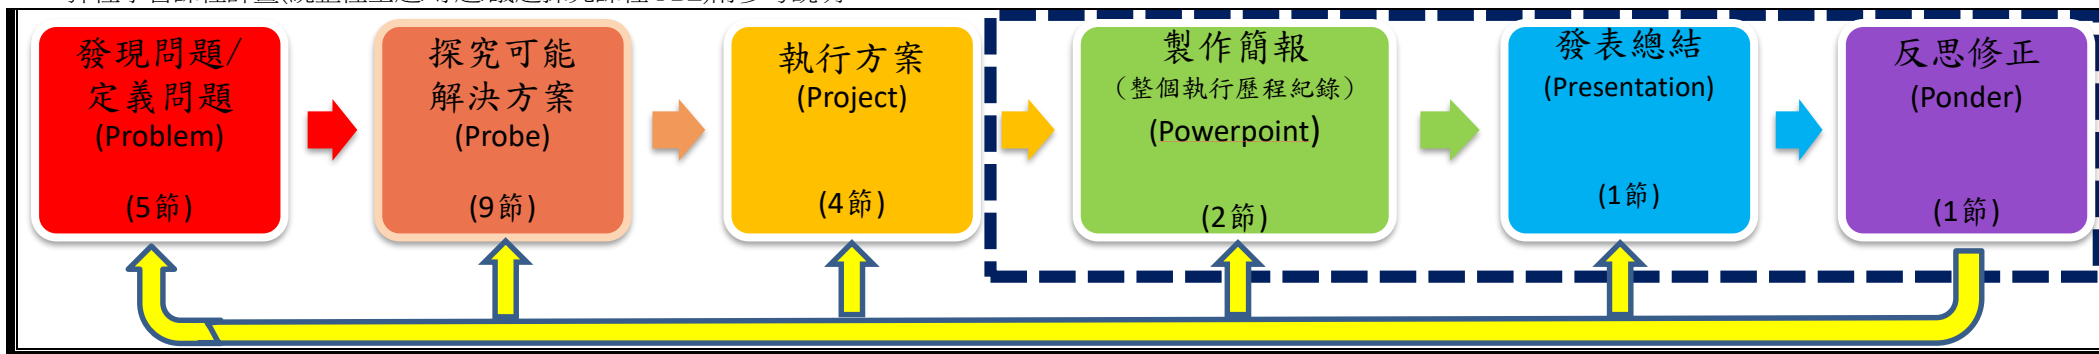 發現問題/
定義問題
(Problem)
(5節)
探究可能
解決方案
(Probe)
(9節)
執行方案
(Project)
(4節)
製作簡報
（整個執行歷程紀錄）
(Powerpoint)
(2節)
發表總結
(Presentation)
(1節)
反思修正
(Ponder)
(1節)